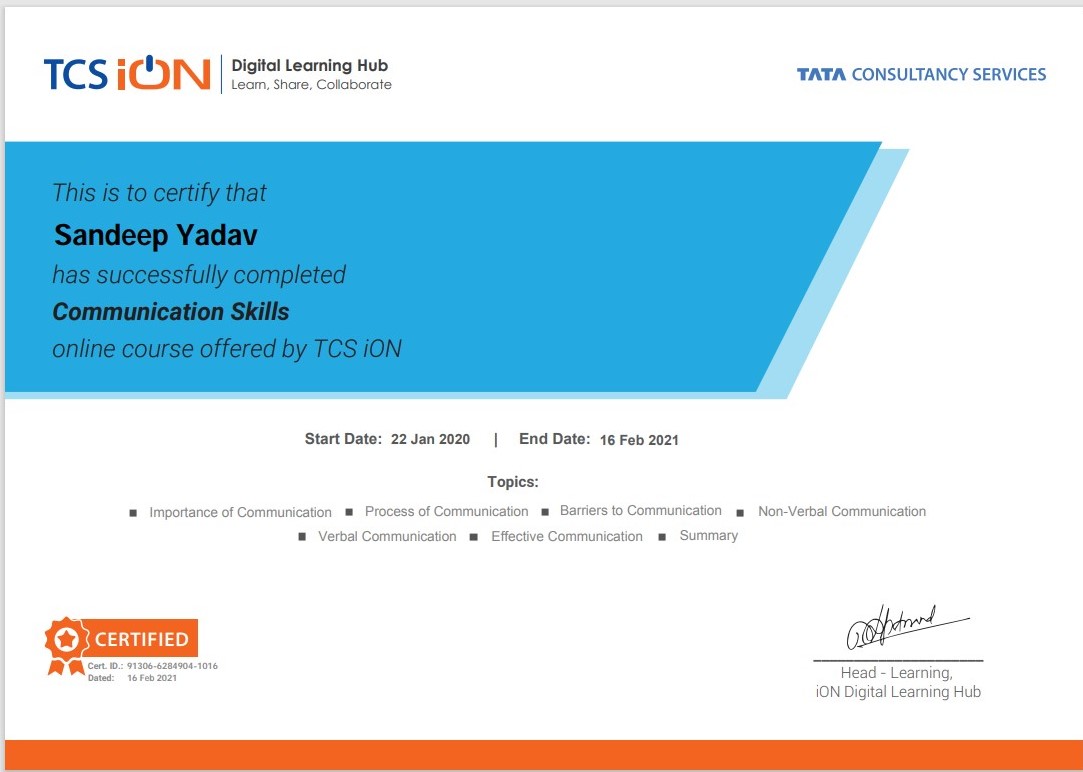 TCS iON
Digital Learning Hub
Learn, Share, Collaborate
TATA CONSULTANCY SERVICES
This is to certify that
Sandeep Yadav
has successfully completed
Communication Skills
online course offered by TCS iON
Start Date: 22 Jan 2020 | End Date: 16 Feb 2021
Topics:
■ Importance of Communication ■ Process of Communication ■ Barriers to Communication ■ Non-Verbal Communication
■ Verbal Communication ■ Effective Communication ■ Summary
CERTIFIED
Cert. ID.: 91306-6284904-1016
Dated: 16 Feb 2021
Head - Learning,
iON Digital Learning Hub